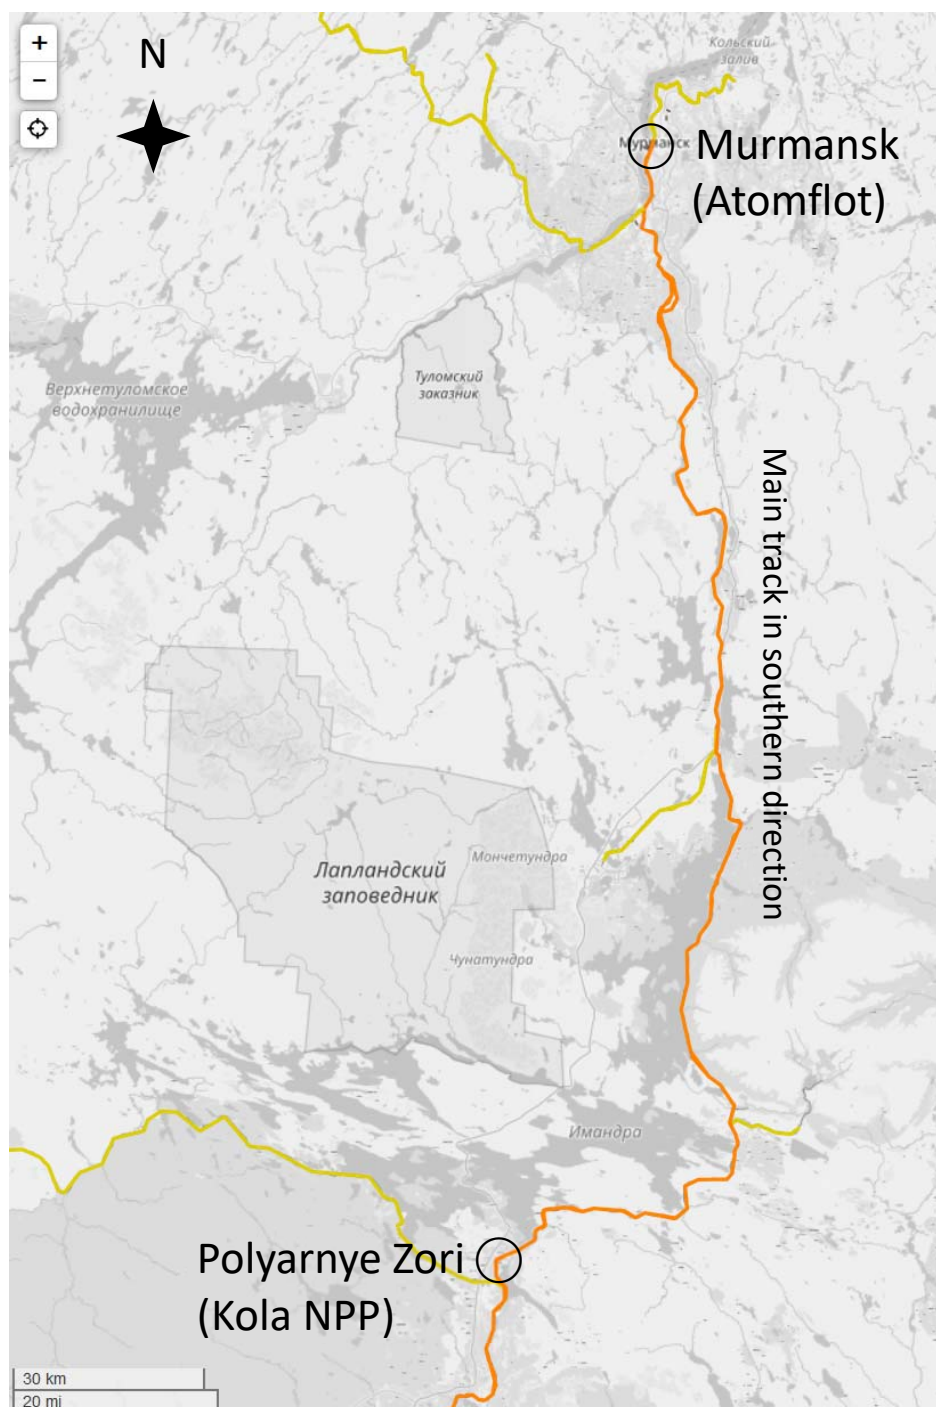 +
−
N
Кольский
залив
Мурманск
Murmansk
(Atomflot)
Верхнетуломское
водохранилище
Туломский
заказник
Main track in southern direction
Лапландский
заповедник
Мончетундра
Чунатундра
Имандра
Polyarnye Zori
(Kola NPP)
30 km
20 mi